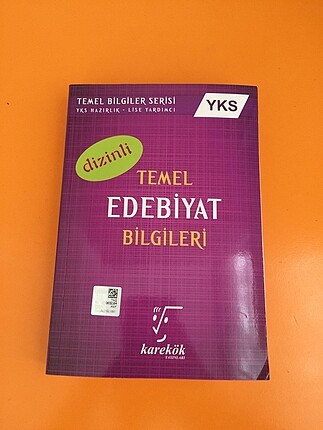 TEMEL BİLGİLER SERİSİ
YKS HAZIRLIK - LİSE YARDIMCI
YKS
dizinli
TEMEL
EDEBİYAT
BİLGİLERİ
karekök
YAYINLARI